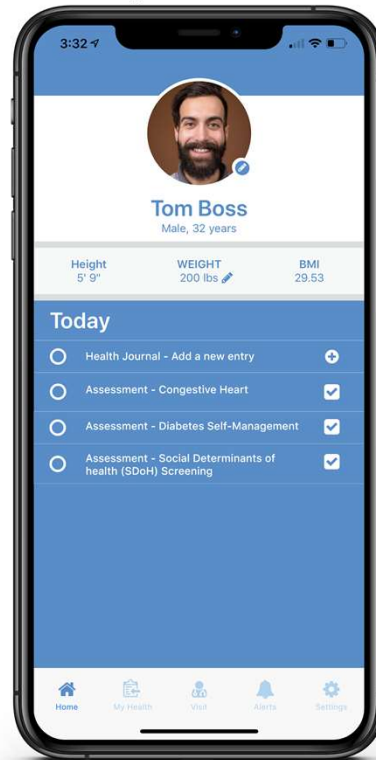 3:32
Tom Boss
Male, 32 years
Height
WEIGHT
BMI
5' 9"
200 lbs
29.53
Today
Health Journal - Add a new entry
Assessment - Congestive Heart
Assessment - Diabetes Self-Management
Assessment - Social Determinants of
health (SDoH) Screening
Home
My Health
Visit
Alerts
Settings